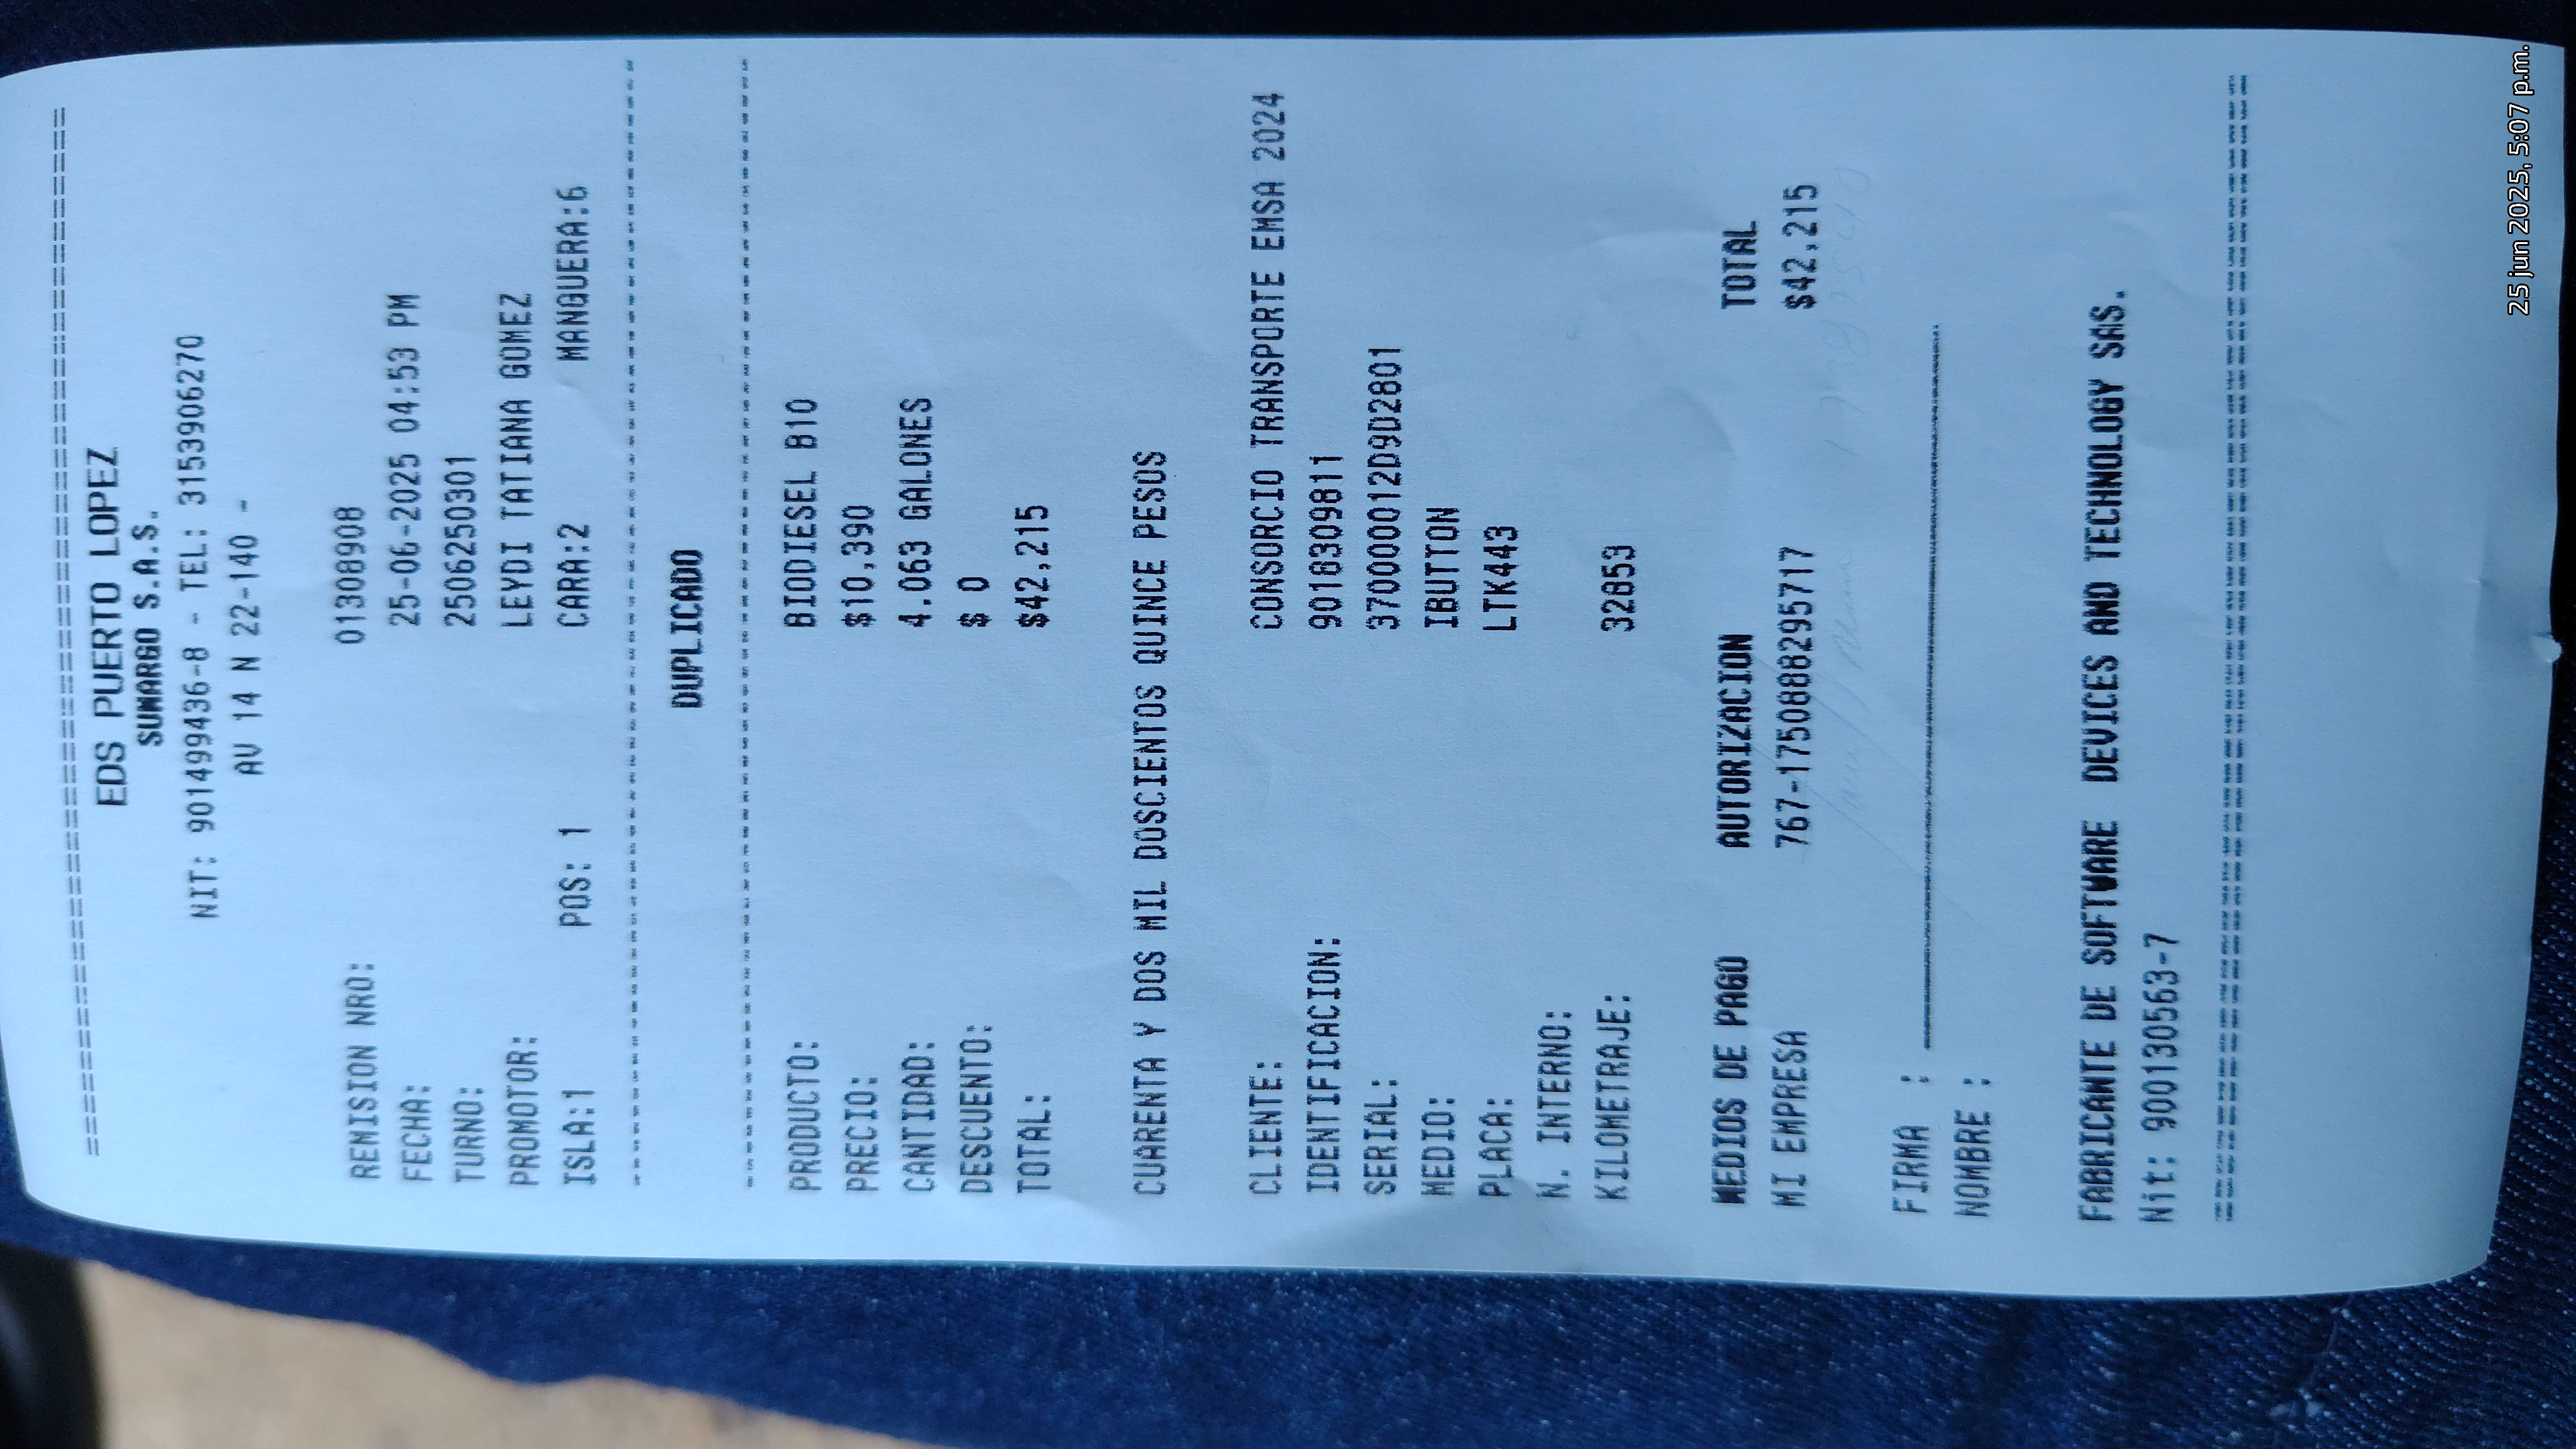 EDS PUERTO LOPEZ
SUMARGO S.A.S.
NIT: 901499436-8 - TEL: 3153906270
AV 14 N 22-140 -
REMISION NRO: 01308908
FECHA: 25-06-2025 04:53 PM
TURNO: 250625030​1
PROMOTOR: LEYDI TATIANA GOMEZ
ISLA:1 POS: 1 CARA:2 MANGUERA:6
DUPLICADO
PRODUCTO: BIODIESEL B10
PRECIO: $10,390
CANTIDAD: 4.063 GALONES
DESCUENTO: $ 0
TOTAL: $42,215
CUARENTA Y DOS MIL DOSCIENTOS QUINCE PESOS
CLIENTE: CONSORCIO TRANSPORTE EMSA 2024
IDENTIFICACION: 9018309811
SERIAL: 370000012D9D2801
MEDIO: IBUTTON
PLACA: LTK443
N. INTERNO:
KILOMETRAJE: 32853
MEDIOS DE PAGO AUTORIZACION TOTAL
MI EMPRESA 767-1750888295717 $42,215
FIRMA :
NOMBRE :
FABRICANTE DE SOFTWARE DEVICES AND TECHNOLOGY SAS.
Nit: 900130563-7
25 jun 2025, 5:07 p.m.